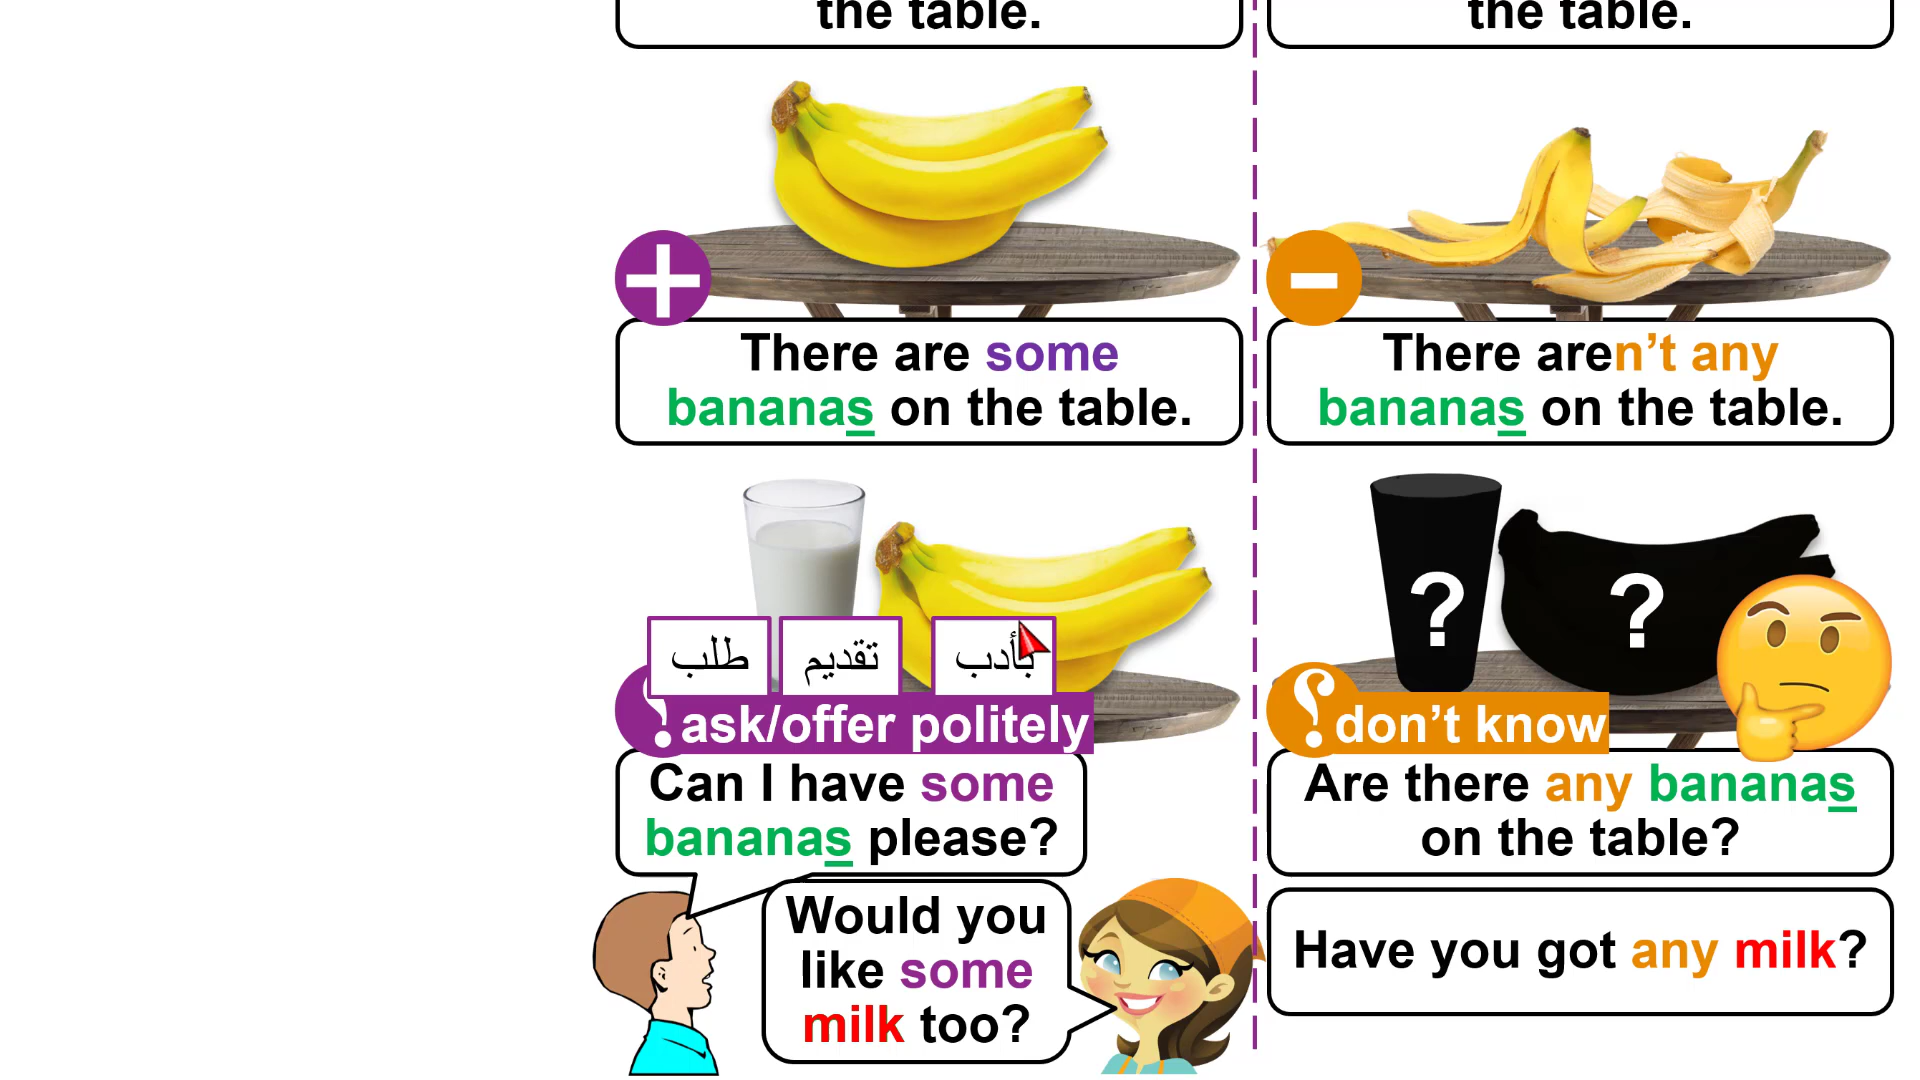 the table.
the table.
There are some
bananas on the table.
There aren’t any
bananas on the table.
طلب
تقديم
بأدب
؟ask/offer politely
Can I have some
bananas please?
Would you
like some
milk too?
?
?
؟don’t know
Are there any bananas
on the table?
Have you got any milk?